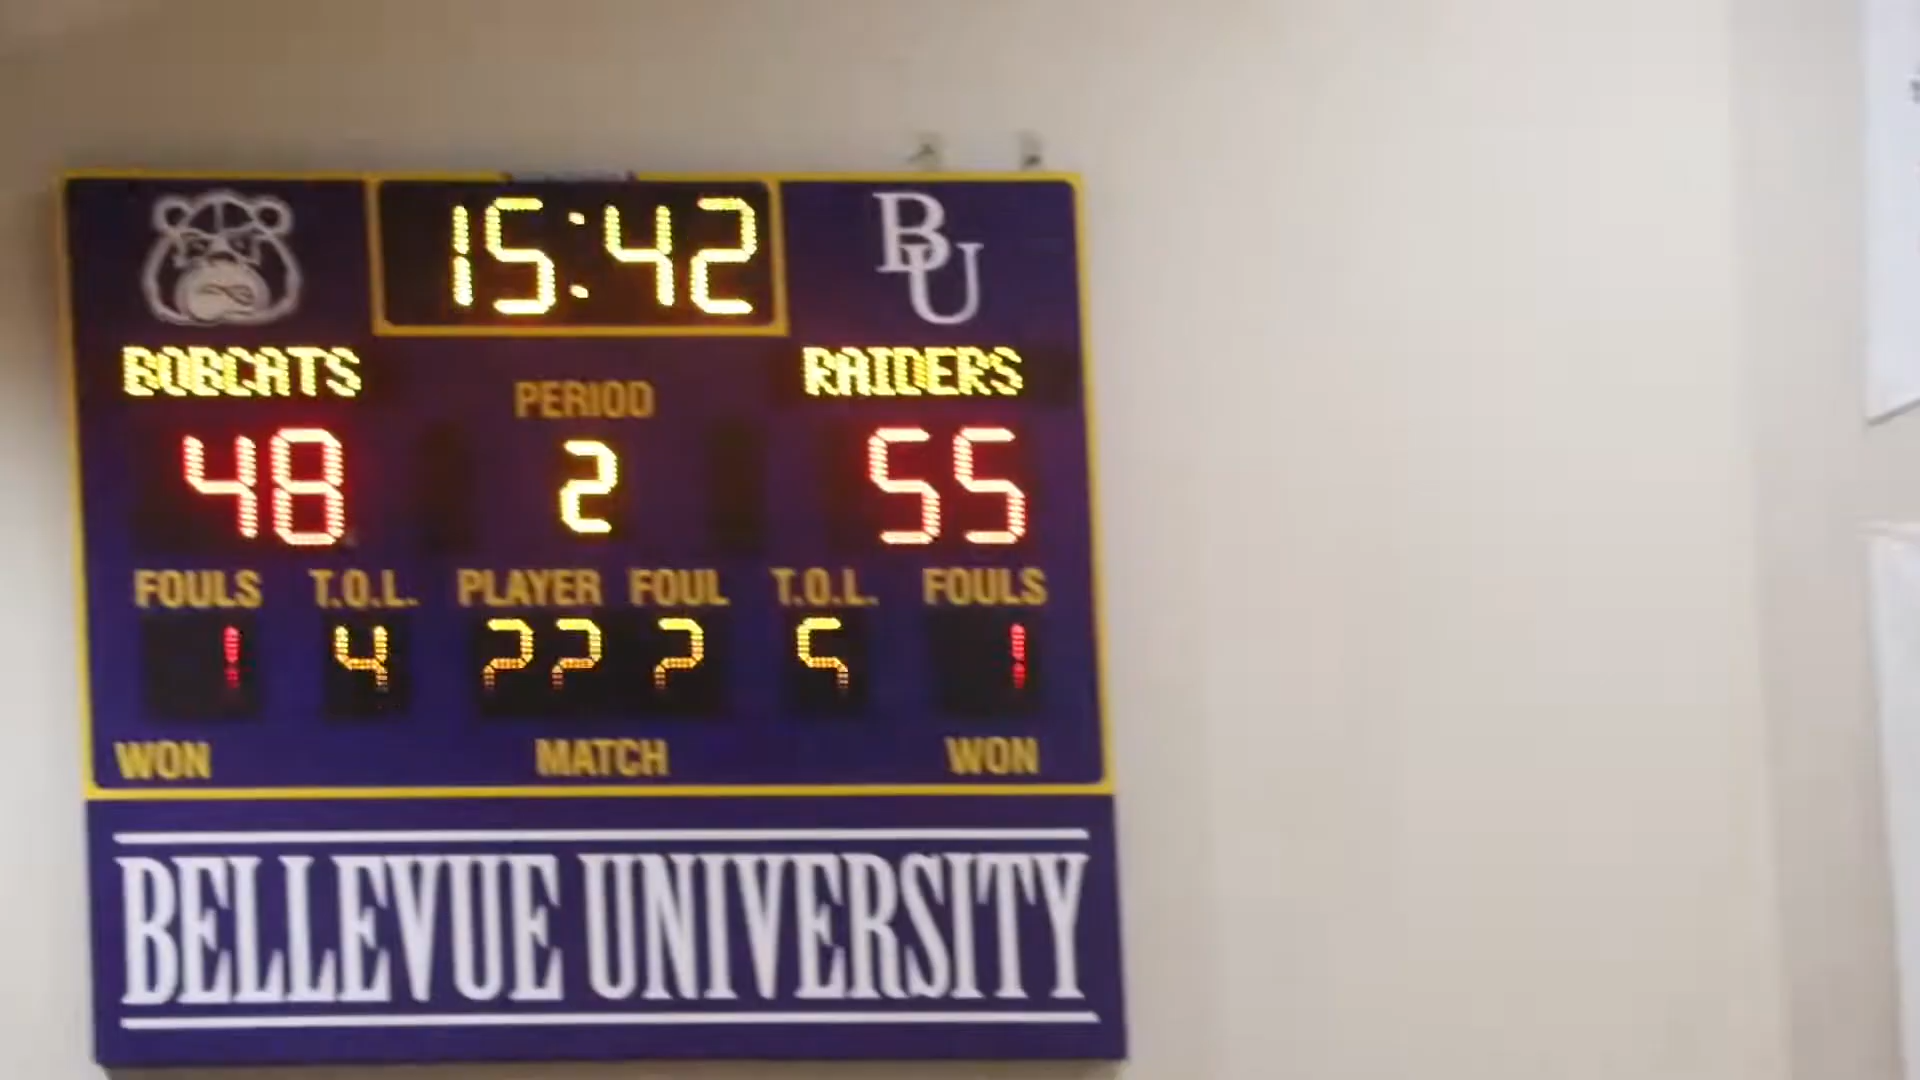 15:42
BU
BOBCATS PERIOD RAIDERS
48 2 55
FOULS T.O.L. PLAYER FOUL T.O.L. FOULS
1 4 22 2 5 1
WON MATCH WON
BELLEVUE UNIVERSITY